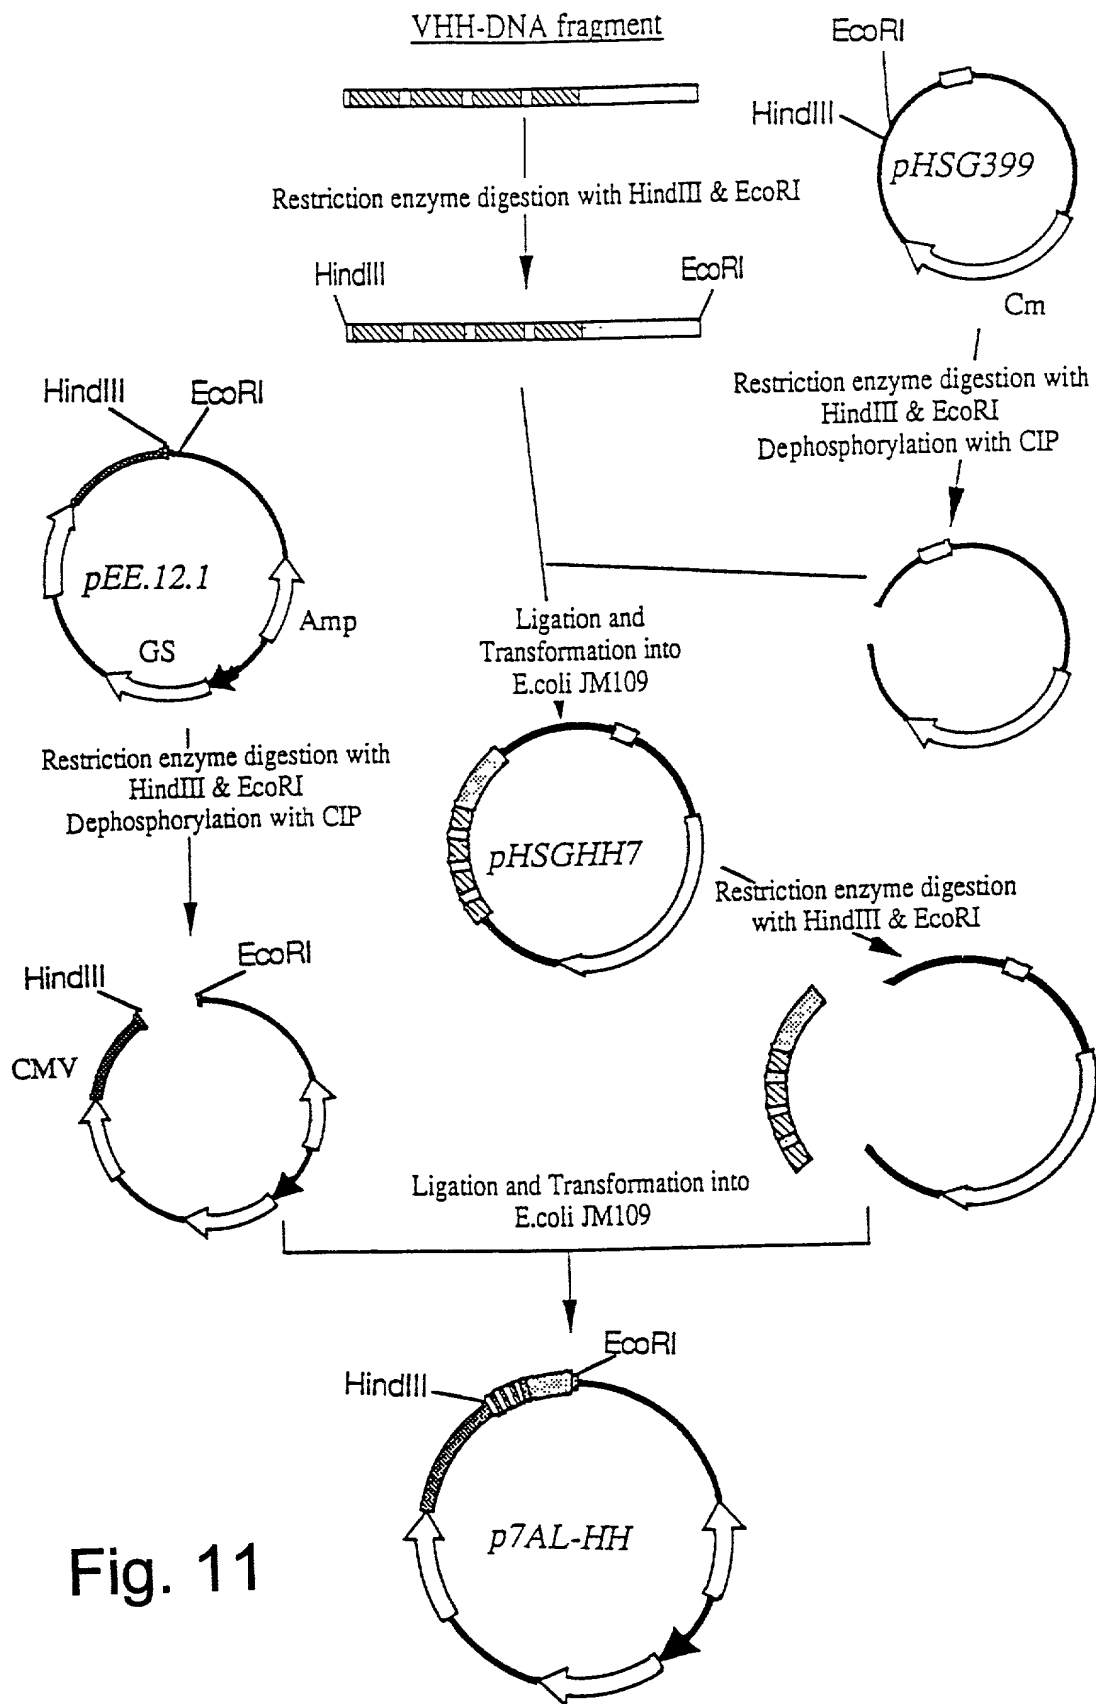 VHH-DNA fragment
EcoRI
HindIII
pHSG399
Restriction enzyme digestion with HindIII & EcoRI
HindIII
EcoRI
Cm
Restriction enzyme digestion with
HindIII & EcoRI
Dephosphorylation with CIP
HindIII
EcoRI
pEE.12.1
Amp
GS
Ligation and
Transformation into
E.coli JM109
Restriction enzyme digestion with
HindIII & EcoRI
Dephosphorylation with CIP
pHSGHH7
Restriction enzyme digestion
with HindIII & EcoRI
HindIII
EcoRI
CMV
Ligation and Transformation into
E.coli JM109
HindIII
EcoRI
p7AL-HH
Fig. 11